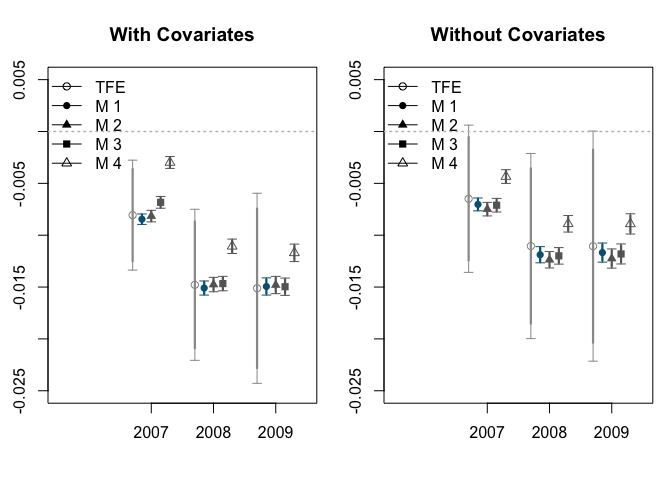 With Covariates
0.005
-0.005
-0.015
-0.025
TFE
M 1
M 2
M 3
M 4
2007
2008
2009
Without Covariates
0.005
-0.005
-0.015
-0.025
TFE
M 1
M 2
M 3
M 4
2007
2008
2009